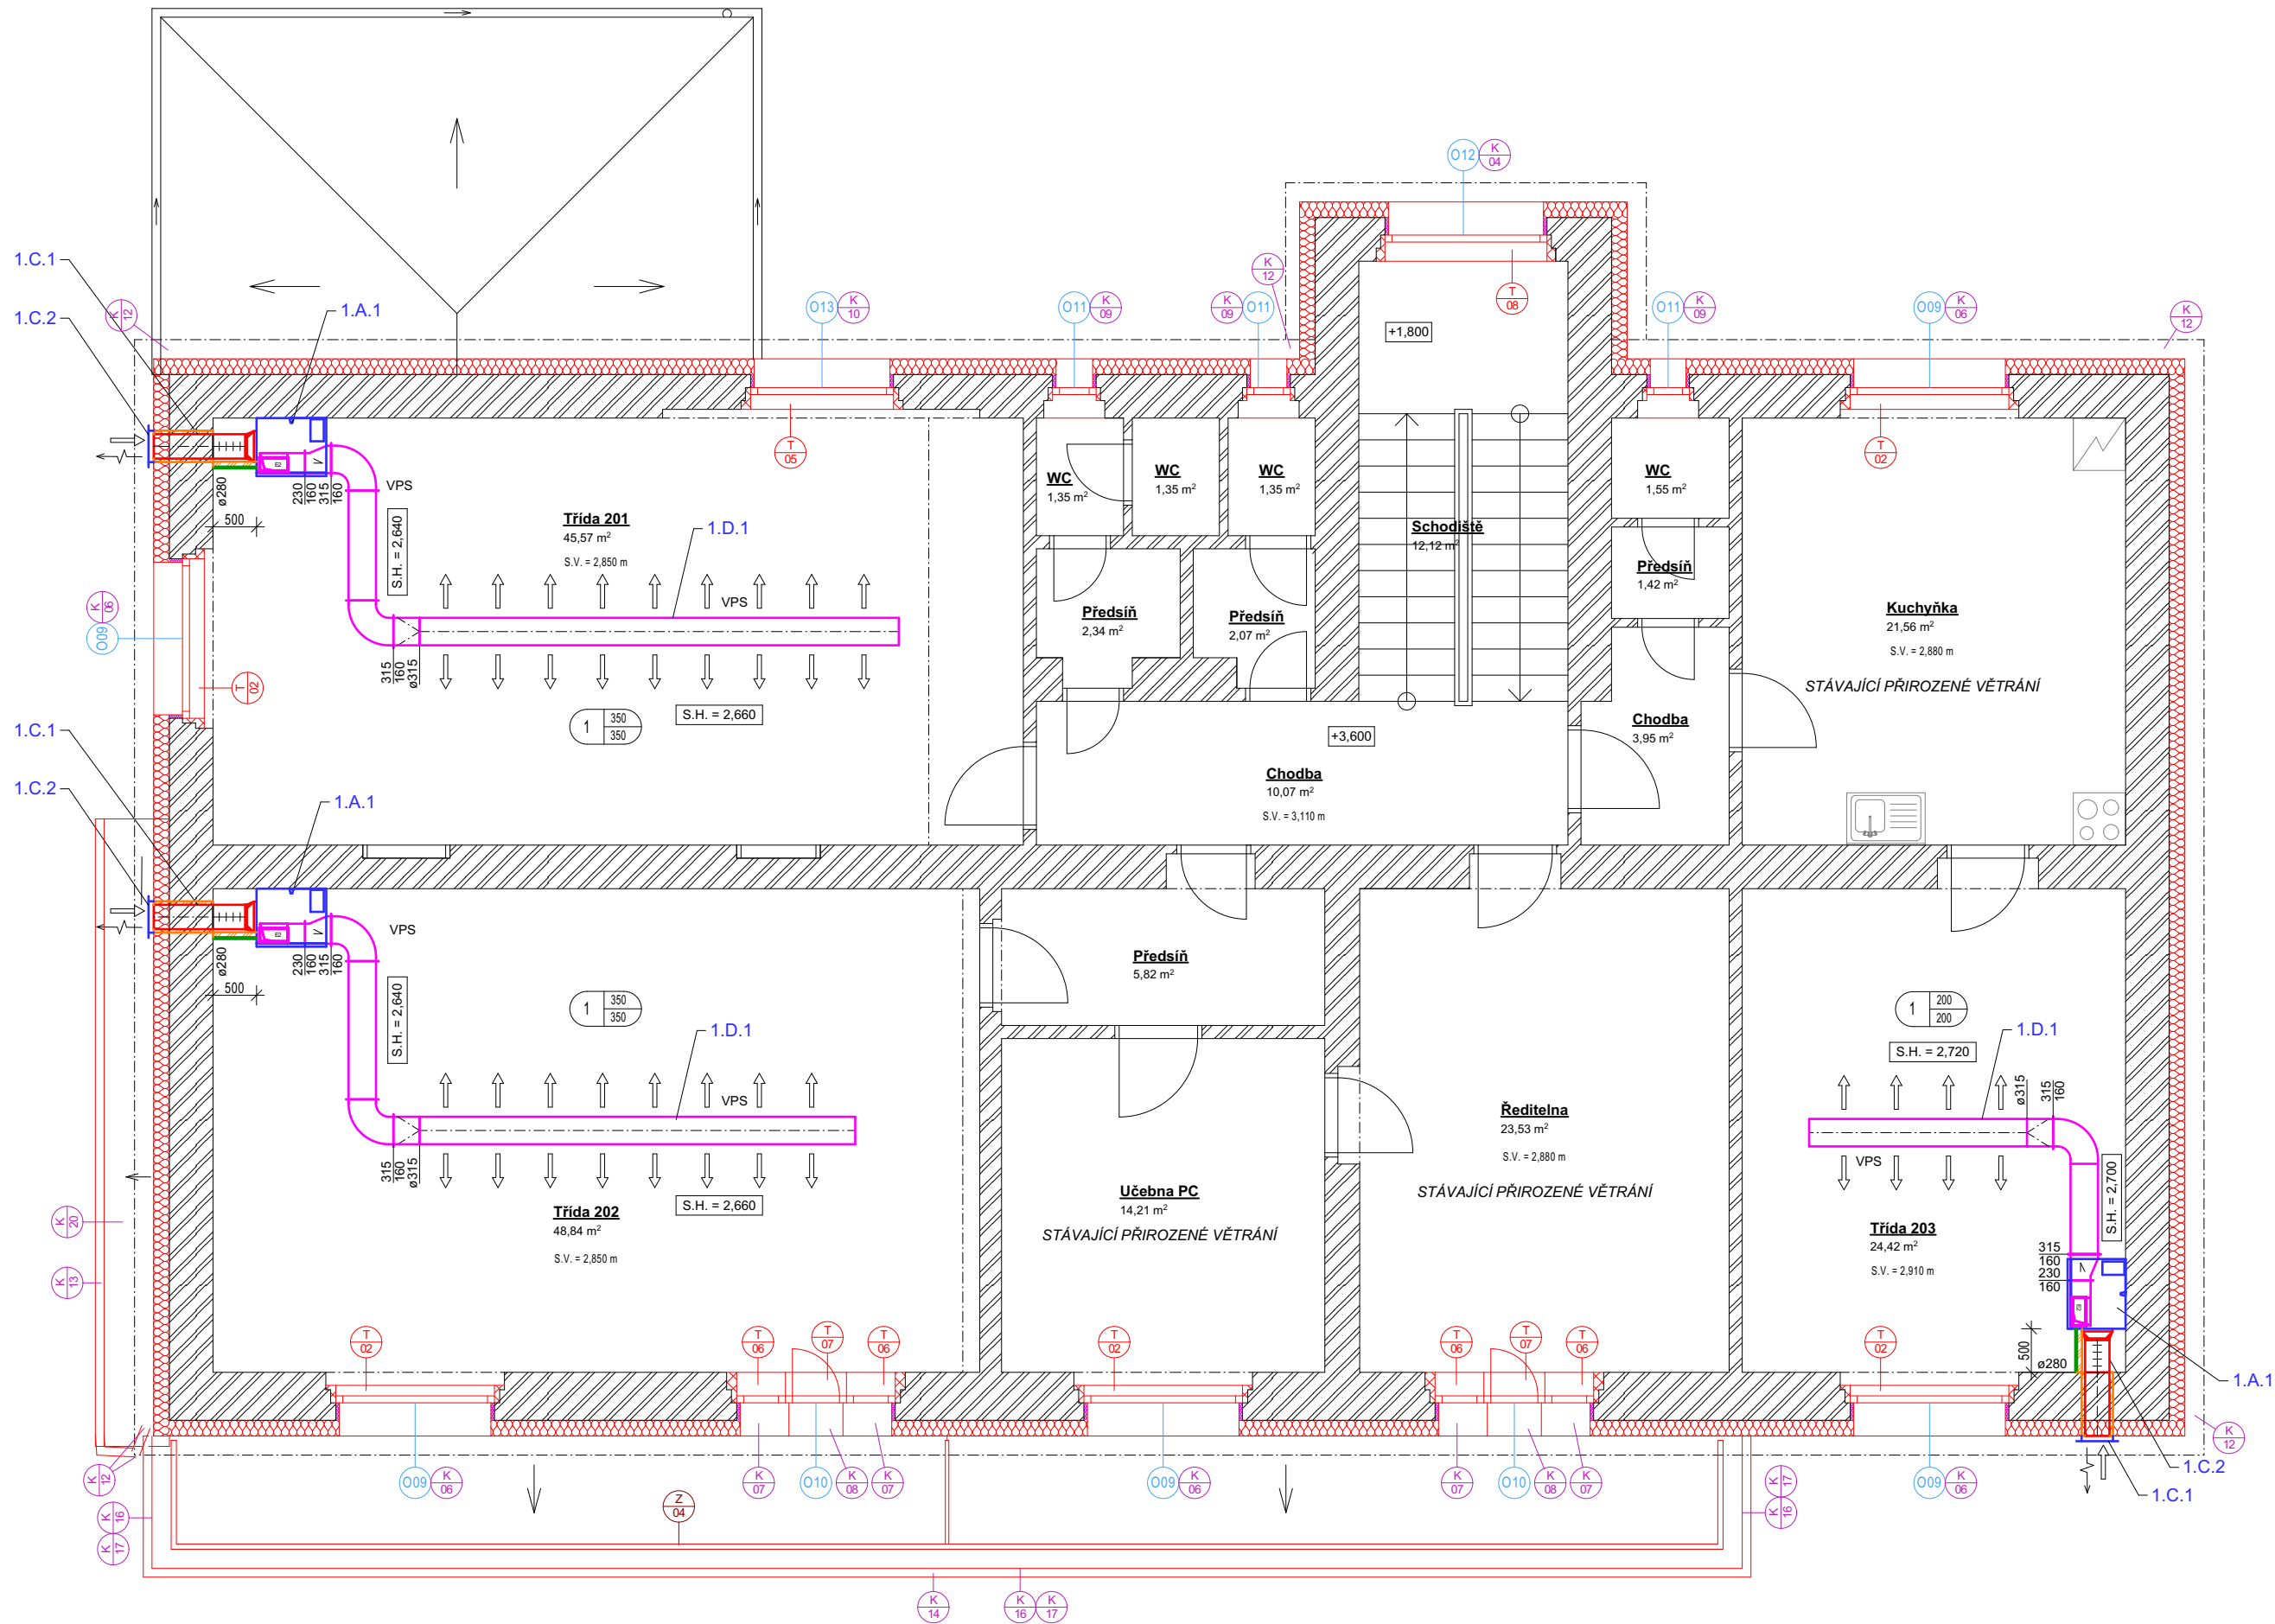 O12
K
04
T
08
+1,800
K
12
1.C.1
1.C.2
K
12
1.A.1
O13
K
10
O11
K
09
K
09
O11
O11
K
09
O09
K
06
K
12
T
05
T
02
ø280
500
230
160
315
160
VPS
S.H. = 2,640
Třída 201
45,57 m²
S.V. = 2,850 m
1.D.1
VPS
315
160
ø315
1
350
350
S.H. = 2,660
K
06
O09
T
02
WC
1,35 m²
WC
1,35 m²
WC
1,35 m²
Schodiště
12,12 m²
WC
1,55 m²
Předsíň
1,42 m²
Předsíň
2,34 m²
Předsíň
2,07 m²
Kuchyňka
21,56 m²
S.V. = 2,880 m
STÁVAJÍCÍ PŘIROZENÉ VĚTRÁNÍ
Chodba
3,95 m²
+3,600
Chodba
10,07 m²
S.V. = 3,110 m
1.C.1
1.C.2
1.A.1
ø280
500
230
160
315
160
VPS
S.H. = 2,640
1
350
350
1.D.1
VPS
315
160
ø315
S.H. = 2,660
Třída 202
48,84 m²
S.V. = 2,850 m
Předsíň
5,82 m²
Učebna PC
14,21 m²
STÁVAJÍCÍ PŘIROZENÉ VĚTRÁNÍ
Ředitelna
23,53 m²
S.V. = 2,880 m
STÁVAJÍCÍ PŘIROZENÉ VĚTRÁNÍ
1
200
200
1.D.1
S.H. = 2,720
ø315
315
160
VPS
S.H. = 2,700
Třída 203
24,42 m²
S.V. = 2,910 m
315
160
230
160
500
ø280
1.A.1
1.C.2
1.C.1
K
20
K
13
T
02
T
06
T
07
T
06
T
02
T
06
T
07
T
06
T
02
K
12
K
12
O09
K
06
K
07
O10
K
08
K
07
O09
K
06
K
07
O10
K
08
K
07
O09
K
06
K
16
K
17
Z
04
K
17
K
16
K
14
K
16
K
17